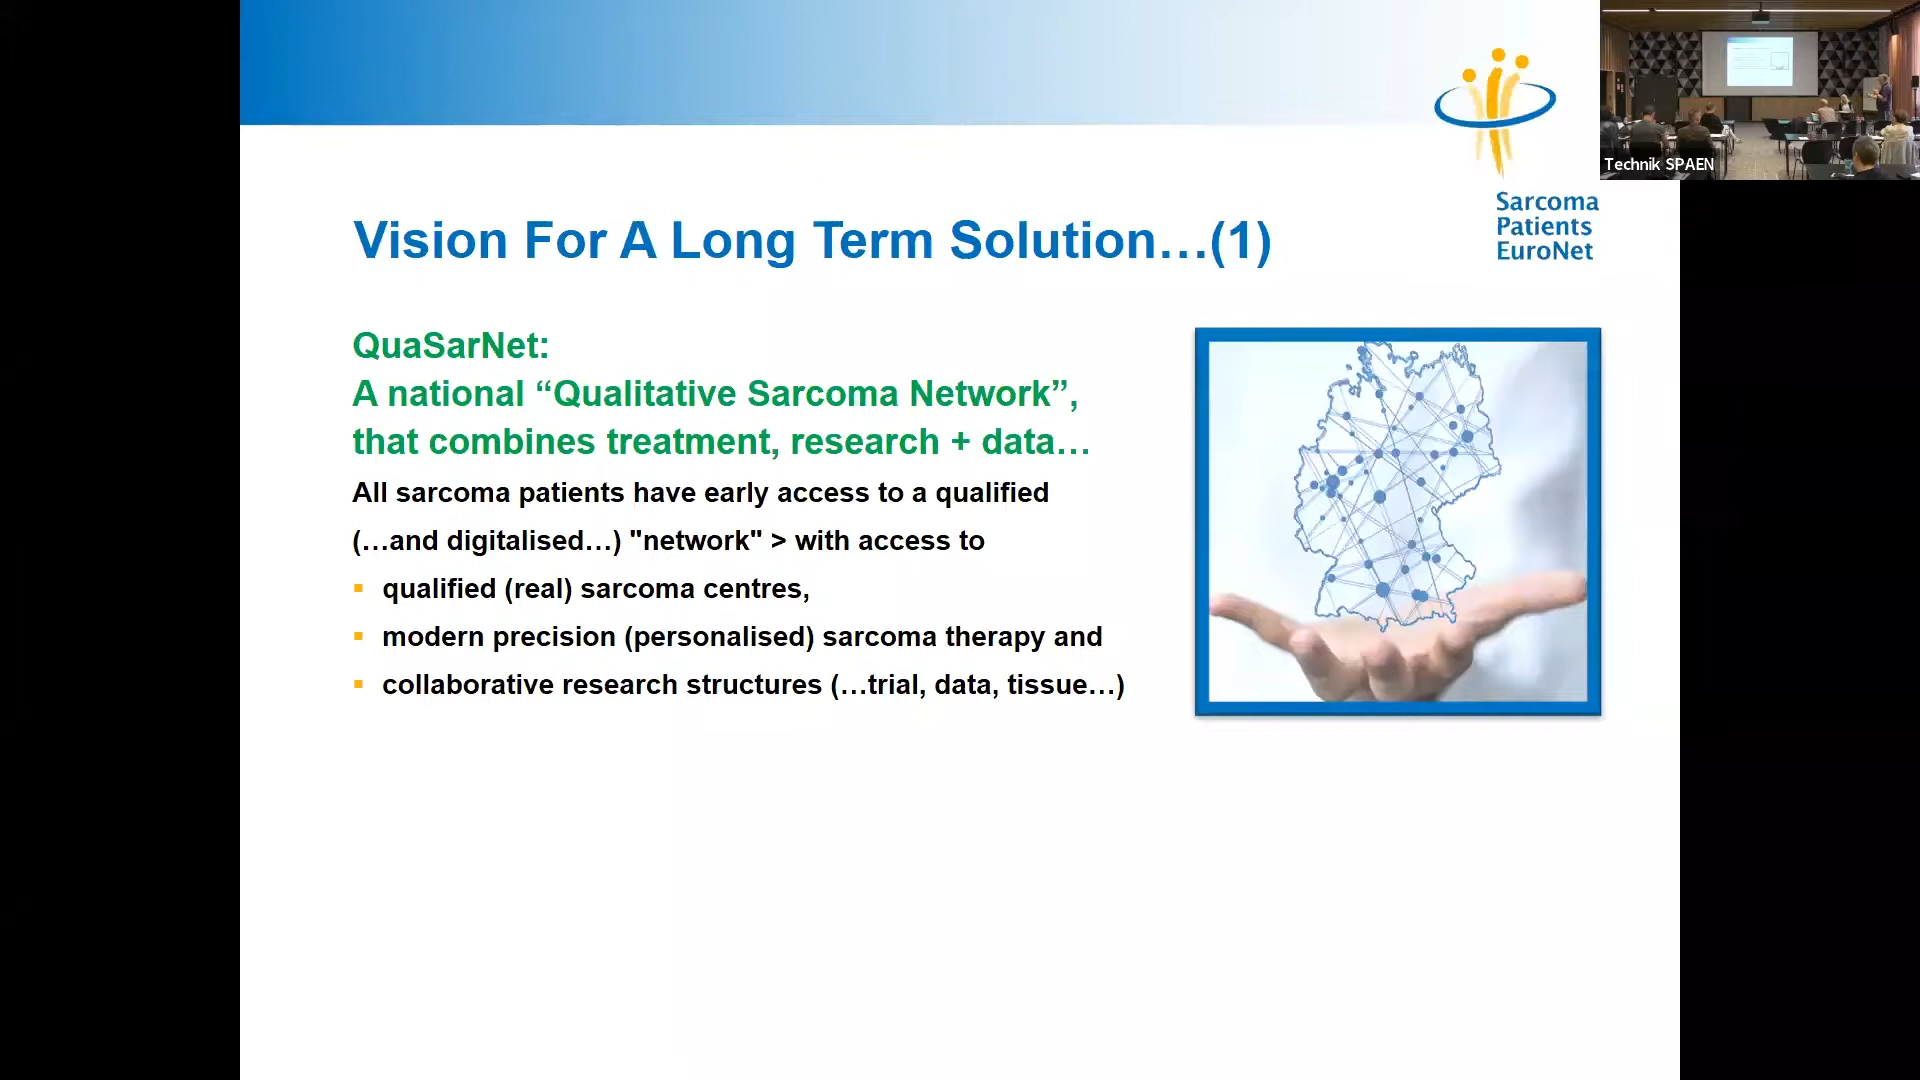 Technik SPAEN
Sarcoma
Patients
EuroNet
Vision For A Long Term Solution…(1)
QuaSarNet:
A national “Qualitative Sarcoma Network”,
that combines treatment, research + data…
All sarcoma patients have early access to a qualified
(…and digitalised…) "network" > with access to
qualified (real) sarcoma centres,
modern precision (personalised) sarcoma therapy and
collaborative research structures (…trial, data, tissue…)